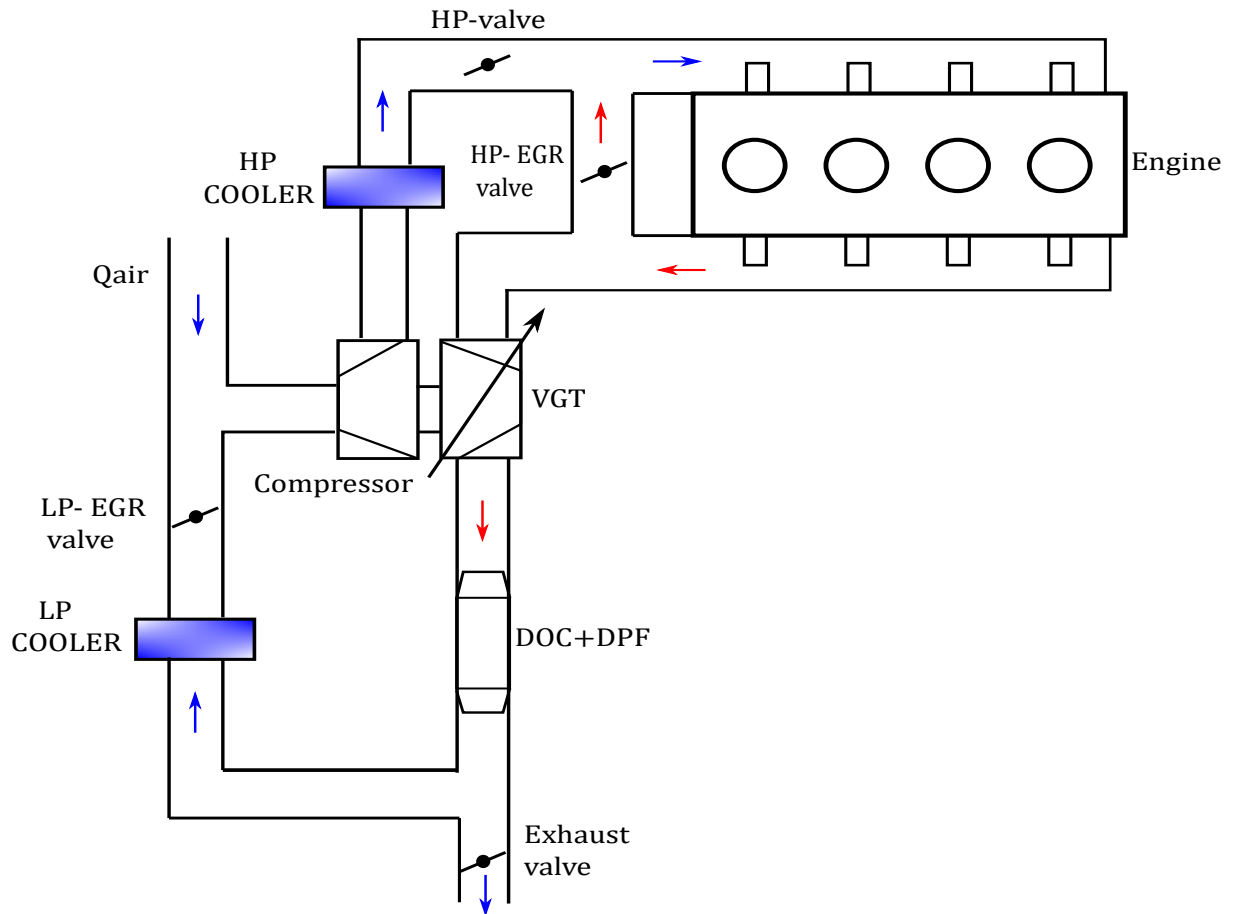 HP-valve
HP
COOLER
HP- EGR
valve
Engine
Qair
VGT
Compressor
LP- EGR
valve
LP
COOLER
DOC+DPF
Exhaust
valve